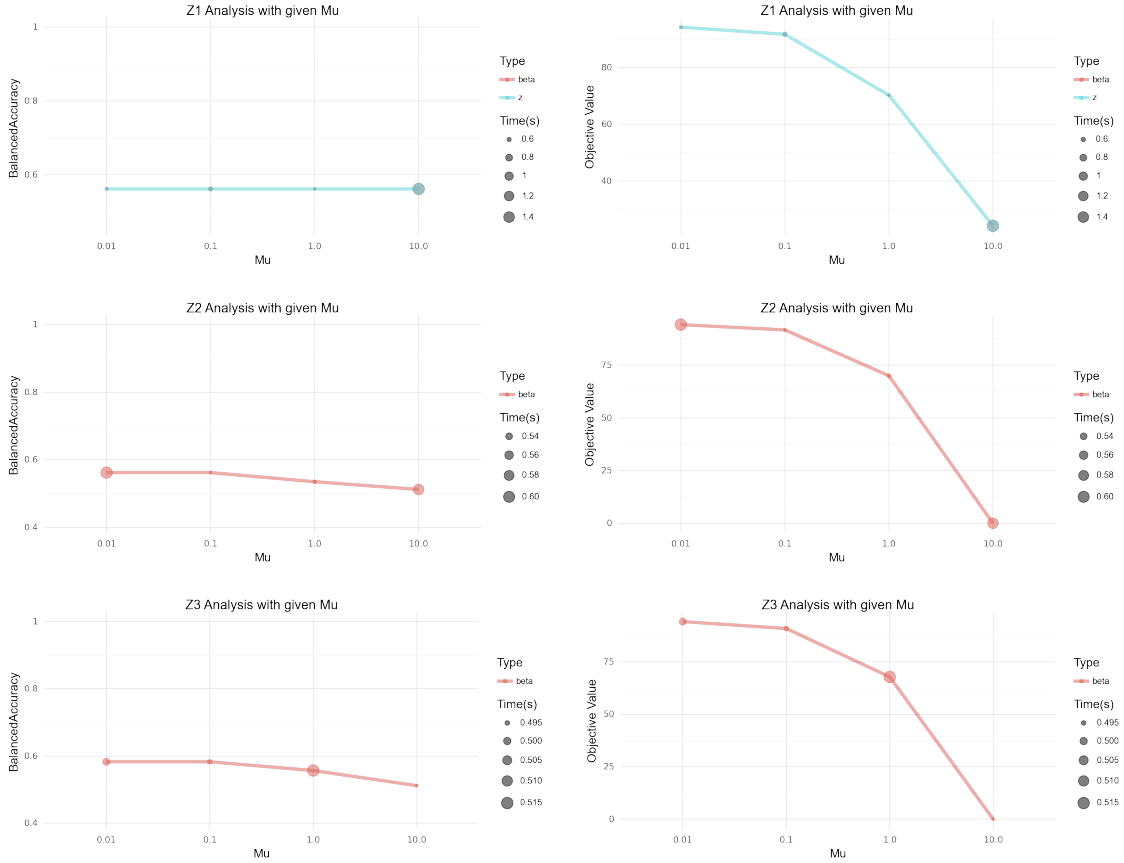 Z1 Analysis with given Mu
BalancedAccuracy
1
0.8
0.6
0.01
0.1
1.0
10.0
Mu
Type
beta
z
Time(s)
0.6
0.8
1
1.2
1.4
Z1 Analysis with given Mu
Objective Value
80
60
40
0.01
0.1
1.0
10.0
Mu
Type
beta
z
Time(s)
0.6
0.8
1
1.2
1.4
Z2 Analysis with given Mu
BalancedAccuracy
1
0.8
0.6
0.4
0.01
0.1
1.0
10.0
Mu
Type
beta
Time(s)
0.54
0.56
0.58
0.60
Z2 Analysis with given Mu
Objective Value
75
50
25
0
0.01
0.1
1.0
10.0
Mu
Type
beta
Time(s)
0.54
0.56
0.58
0.60
Z3 Analysis with given Mu
BalancedAccuracy
1
0.8
0.6
0.4
0.01
0.1
1.0
10.0
Mu
Type
beta
Time(s)
0.495
0.500
0.505
0.510
0.515
Z3 Analysis with given Mu
Objective Value
75
50
25
0
0.01
0.1
1.0
10.0
Mu
Type
beta
Time(s)
0.495
0.500
0.505
0.510
0.515